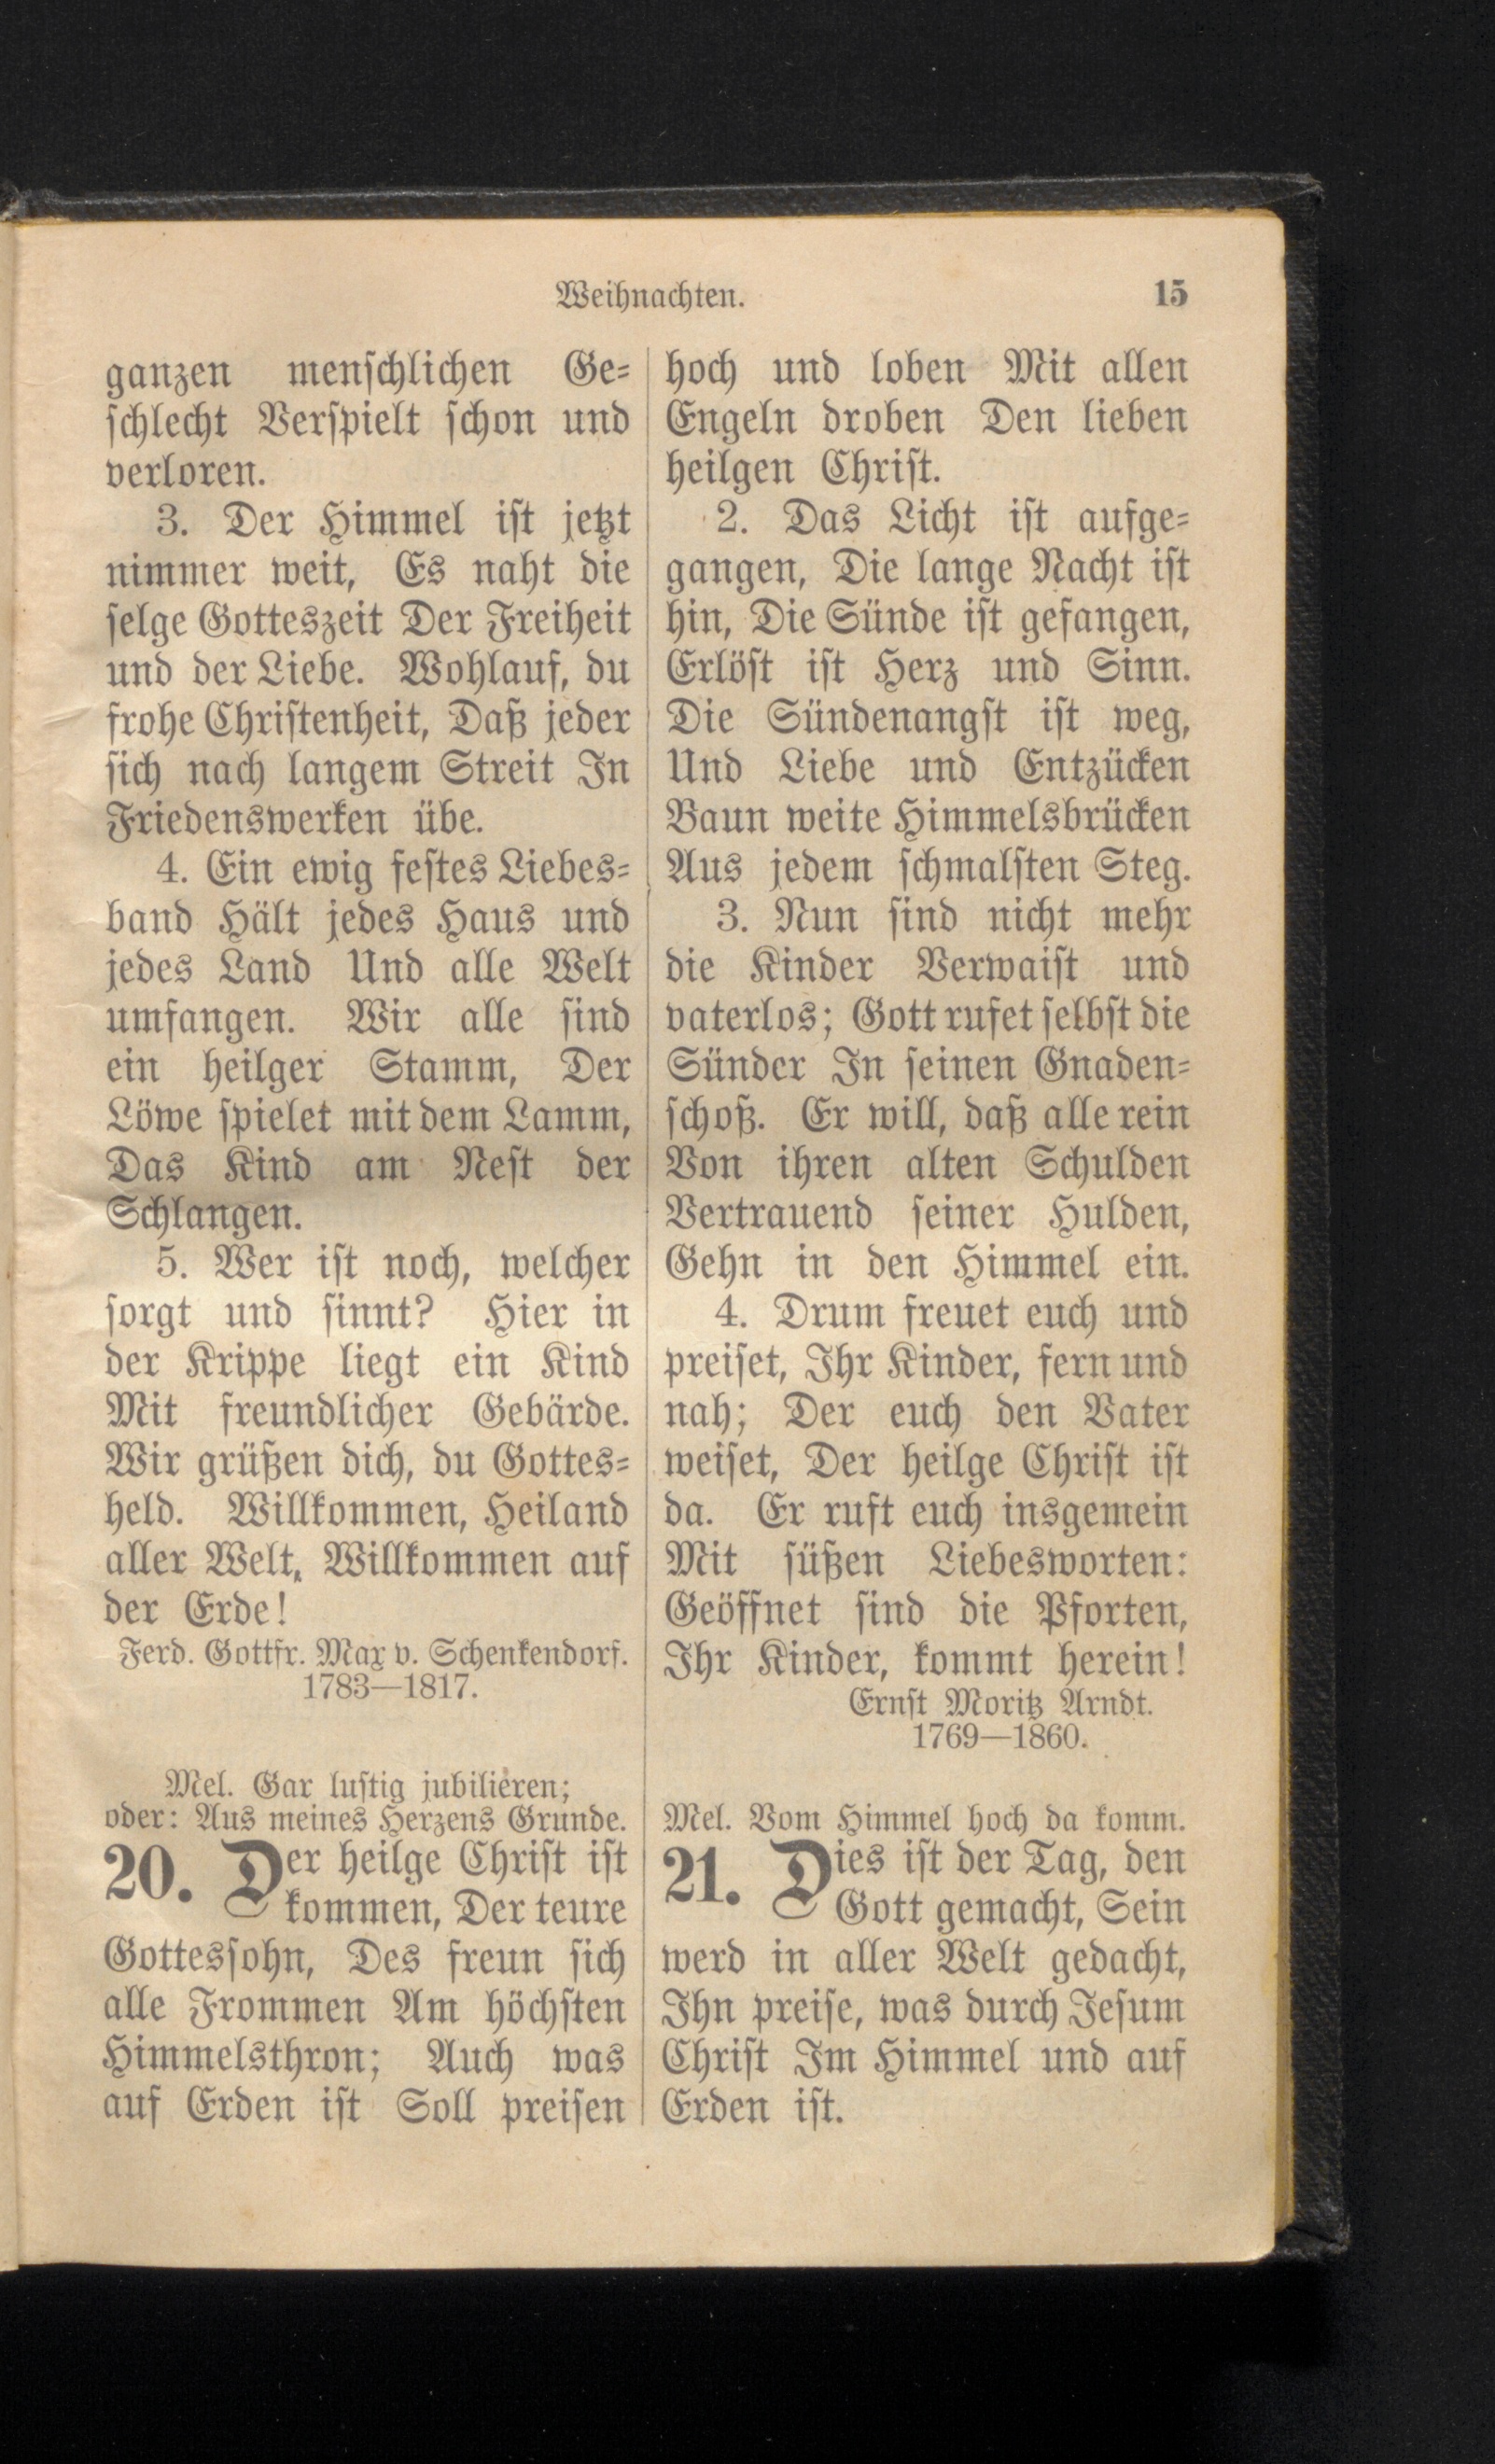 Weihnachten. 15
ganzen menschlichen Ge-
schlecht Verspielt schon und
verloren.
3. Der Himmel ist jetzt
nimmer weit, Es naht die
selge Gotteszeit Der Freiheit
und der Liebe. Wohlauf, du
frohe Christenheit, Daß jeder
sich nach langem Streit In
Friedenswerken übe.
4. Ein ewig festes Liebes-
band Hält jedes Haus und
jedes Land Und alle Welt
umfangen. Wir alle sind
ein heilger Stamm, Der
Löwe spielet mit dem Lamm,
Das Kind am Nest der
Schlangen.
5. Wer ist noch, welcher
sorgt und sinnt? Hier in
der Krippe liegt ein Kind
Mit freundlicher Gebärde.
Wir grüßen dich, du Gottes-
held. Willkommen, Heiland
aller Welt, Willkommen auf
der Erde!
Ferd. Gottfr. Max v. Schenkendorf.
1783—1817.
Mel. Gar lustig jubilieren;
oder: Aus meines Herzens Grunde.
20. Der heilge Christ ist
kommen, Der teure
Gottessohn, Des freun sich
alle Frommen Am höchsten
Himmelsthron; Auch was
auf Erden ist Soll preisen
hoch und loben Mit allen
Engeln droben Den lieben
heilgen Christ.
2. Das Licht ist aufge-
gangen, Die lange Nacht ist
hin, Die Sünde ist gefangen,
Erlöst ist Herz und Sinn.
Die Sündenangst ist weg,
Und Liebe und Entzücken
Baun weite Himmelsbrücken
Aus jedem schmalsten Steg.
3. Nun sind nicht mehr
die Kinder Verwaist und
vaterlos; Gott rufet selbst die
Sünder In seinen Gnaden-
schoß. Er will, daß alle rein
Von ihren alten Schulden
Vertrauend seiner Hulden,
Gehn in den Himmel ein.
4. Drum freuet euch und
preiset, Ihr Kinder, fern und
nah; Der euch den Vater
weiset, Der heilge Christ ist
da. Er ruft euch insgemein
Mit süßen Liebesworten:
Geöffnet sind die Pforten,
Ihr Kinder, kommt herein!
Ernst Moritz Arndt.
1769—1860.
Mel. Vom Himmel hoch da komm.
21. Dies ist der Tag, den
Gott gemacht, Sein
werd in aller Welt gedacht,
Ihn preise, was durch Jesum
Christ Im Himmel und auf
Erden ist.